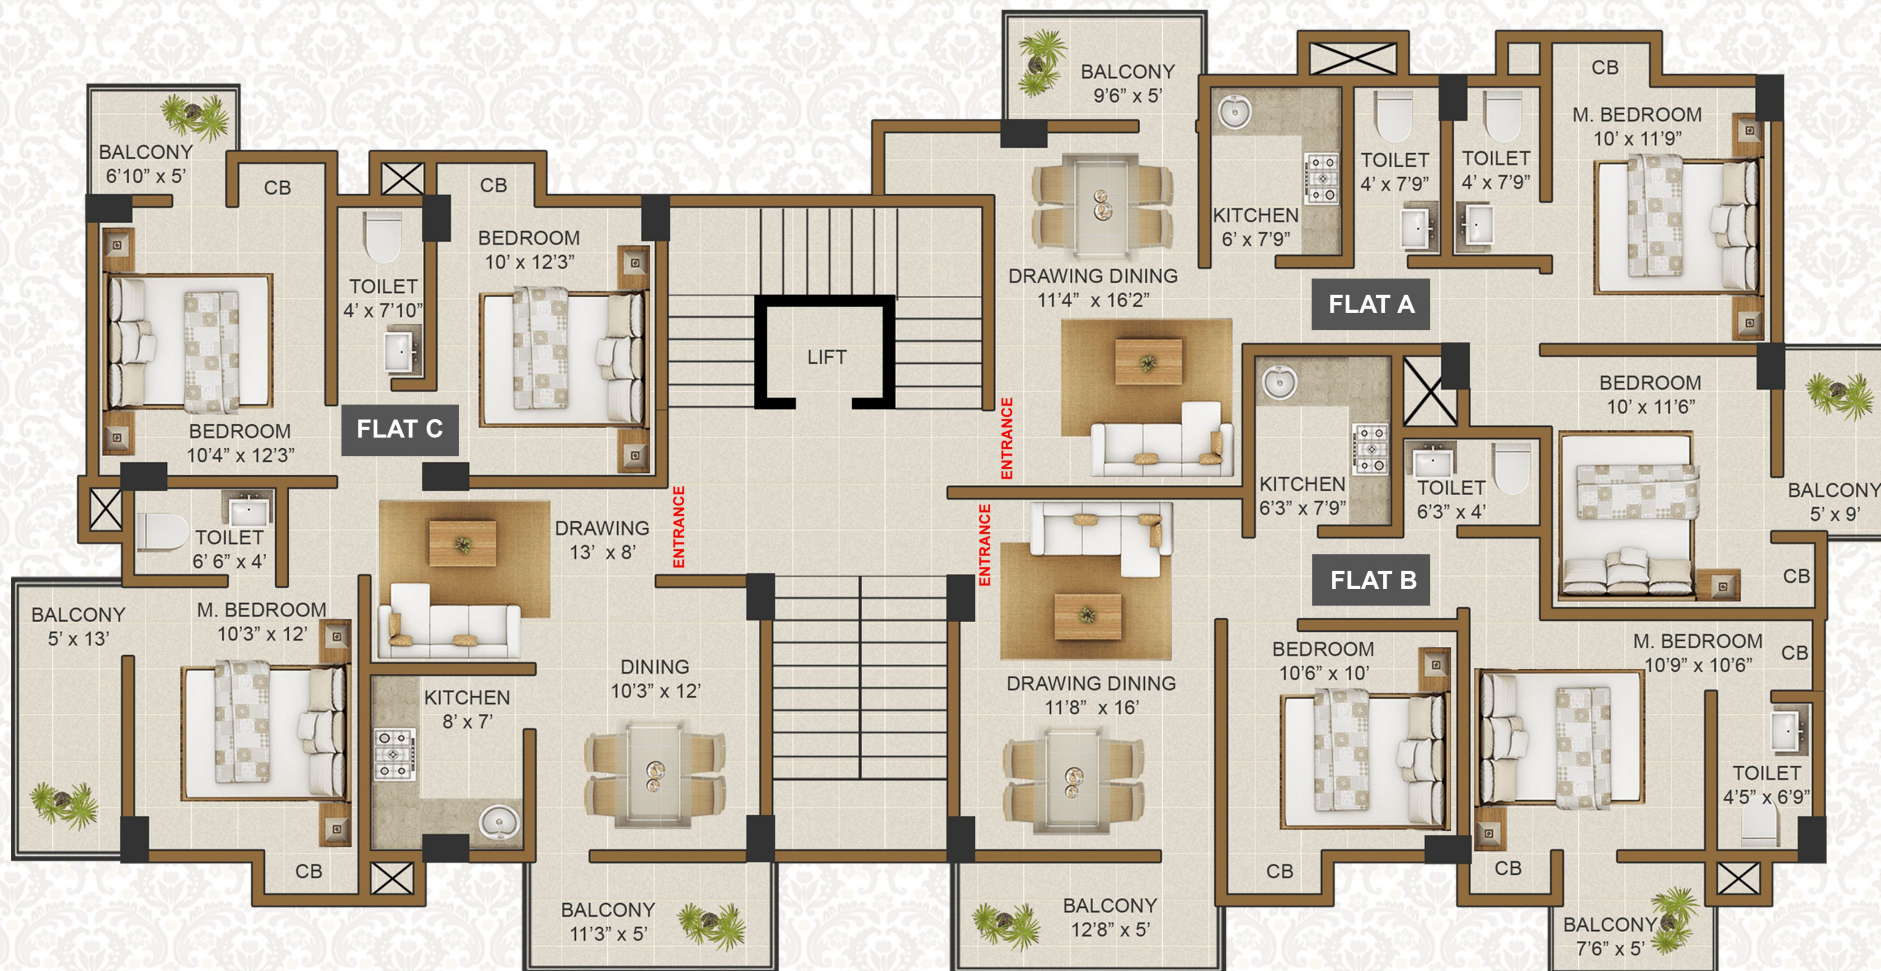 BALCONY
9'6" x 5'
CB
M. BEDROOM
10' x 11'9"
BALCONY
6'10" x 5'
CB
CB
TOILET
4' x 7'9"
TOILET
4' x 7'9"
KITCHEN
6' x 7'9"
BEDROOM
10' x 12'3"
TOILET
4' x 7'10"
DRAWING DINING
11'4" x 16'2"
FLAT A
LIFT
BEDROOM
10' x 11'6"
FLAT C
BEDROOM
10'4" x 12'3"
ENTRANCE
KITCHEN
6'3" x 7'9"
TOILET
6'3" x 4'
BALCONY
5' x 9'
TOILET
6' 6" x 4'
DRAWING
13' x 8'
ENTRANCE
ENTRANCE
FLAT B
CB
BALCONY
5' x 13'
M. BEDROOM
10'3" x 12'
DINING
10'3" x 12'
KITCHEN
8' x 7'
DRAWING DINING
11'8" x 16'
BEDROOM
10'6" x 10'
M. BEDROOM
10'9" x 10'6"
CB
TOILET
4'5" x 6'9"
CB
CB
CB
BALCONY
11'3" x 5'
BALCONY
12'8" x 5'
BALCONY
7'6" x 5'